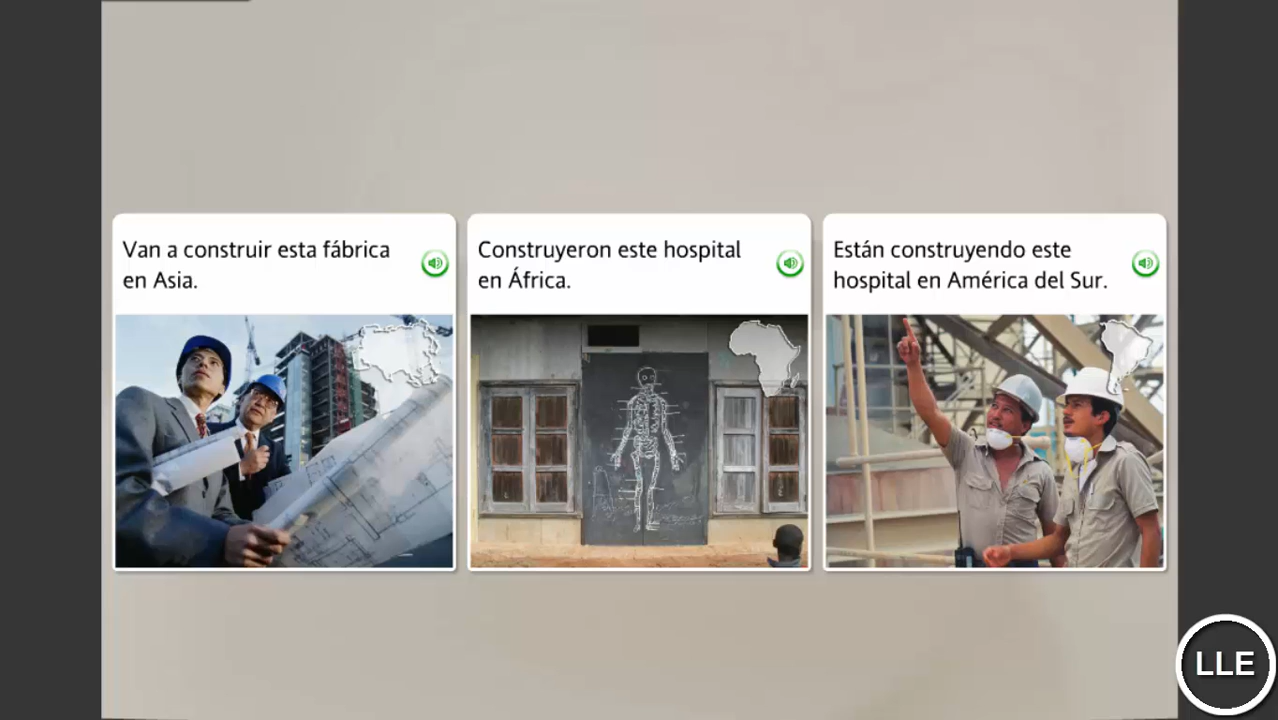 Van a construir esta fábrica
en Asia.
Construyeron este hospital
en África.
Están construyendo este
hospital en América del Sur.
LLE